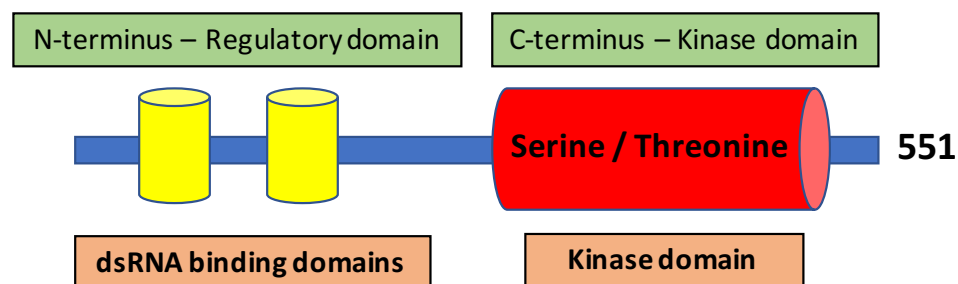 N-terminus – Regulatory domain
C-terminus – Kinase domain
Serine / Threonine
551
dsRNA binding domains
Kinase domain